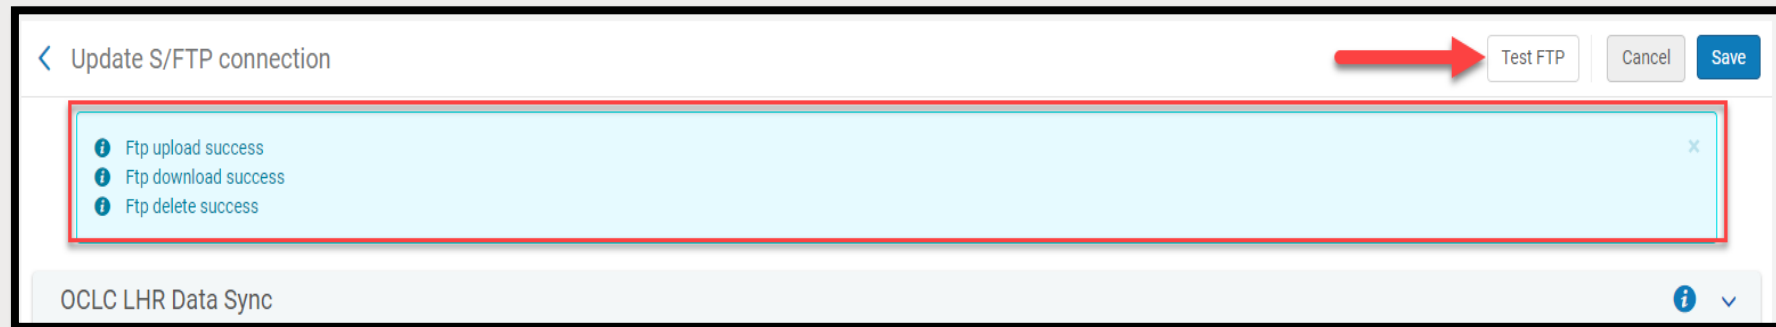 Update S/FTP connection
Test FTP
Cancel
Save
Ftp upload success
x
Ftp download success
Ftp delete success
OCLC LHR Data Sync